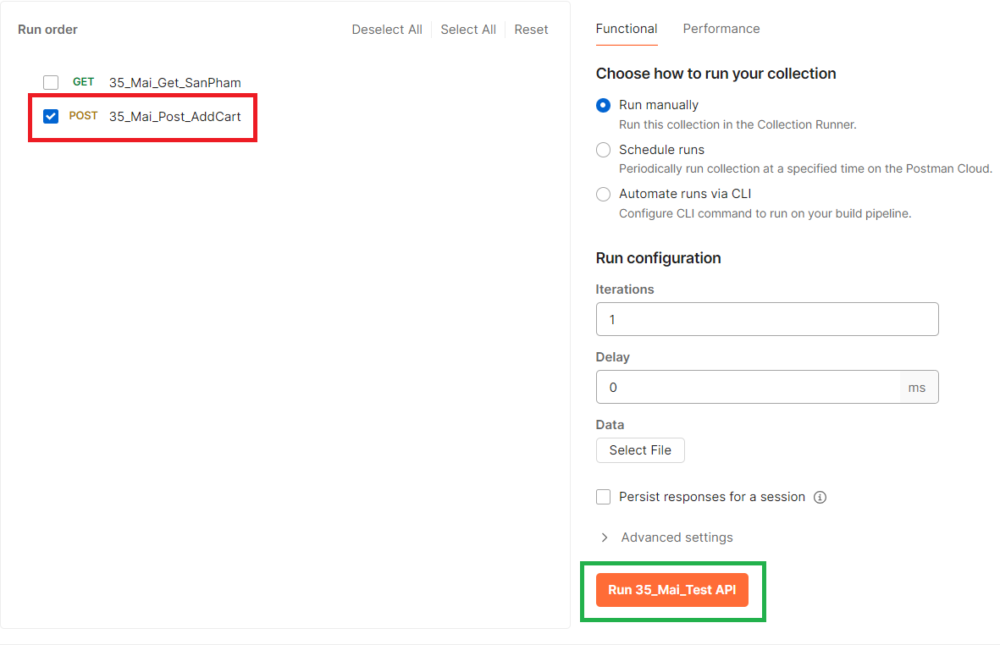 Run order
Deselect All
Select All
Reset
GET 35_Mai_Get_SanPham
POST 35_Mai_Post_AddCart
Functional
Performance
Choose how to run your collection
Run manually
Run this collection in the Collection Runner.
Schedule runs
Periodically run collection at a specified time on the Postman Cloud.
Automate runs via CLI
Configure CLI command to run on your build pipeline.
Run configuration
Iterations
1
Delay
0 ms
Data
Select File
Persist responses for a session
Advanced settings
Run 35_Mai_Test API